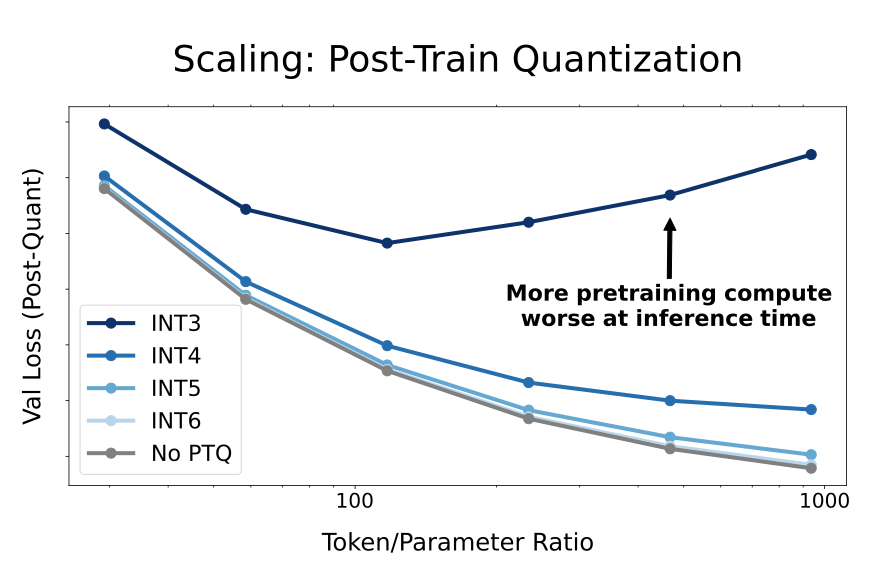 Scaling: Post-Train Quantization
Val Loss (Post-Quant)
More pretraining compute
worse at inference time
INT3
INT4
INT5
INT6
No PTQ
100
1000
Token/Parameter Ratio